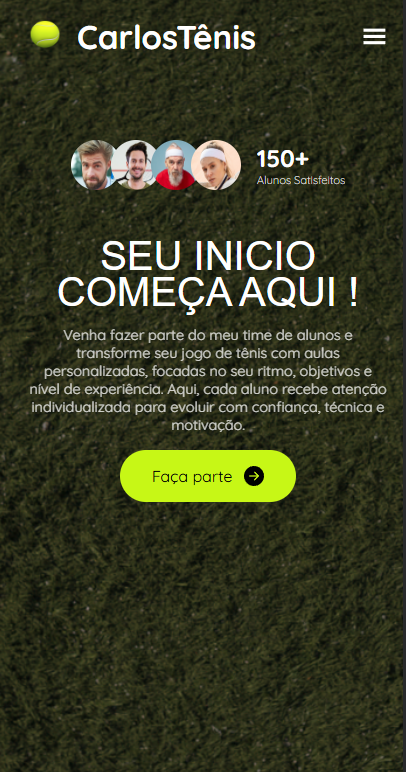 CarlosTênis
150+
Alunos Satisfeitos
SEU INICIO
COMEÇA AQUI !
Venha fazer parte do meu time de alunos e
transforme seu jogo de tênis com aulas
personalizadas, focadas no seu ritmo, objetivos e
nível de experiência. Aqui, cada aluno recebe atenção
individualizada para evoluir com confiança, técnica e
motivação.
Faça parte